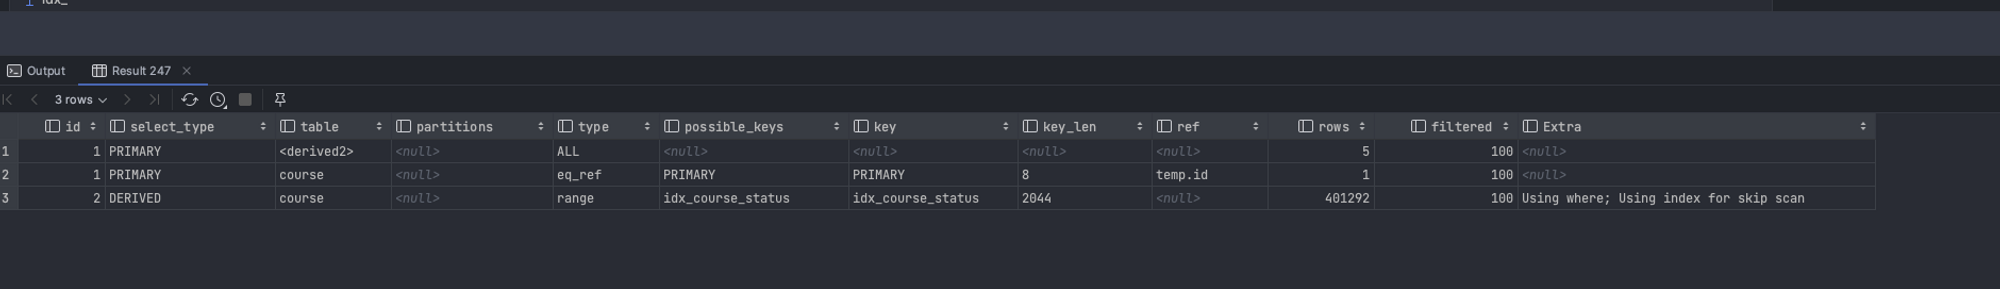 1 idx_
Output Result 247
3 rows
id select_type table partitions type possible_keys key key_len ref rows filtered Extra
1 1 PRIMARY <derived2> <null> ALL <null> <null> <null> <null> 5 100 <null>
2 1 PRIMARY course <null> eq_ref PRIMARY PRIMARY 8 temp.id 1 100 <null>
3 2 DERIVED course <null> range idx_course_status idx_course_status 2044 <null> 401292 100 Using where; Using index for skip scan